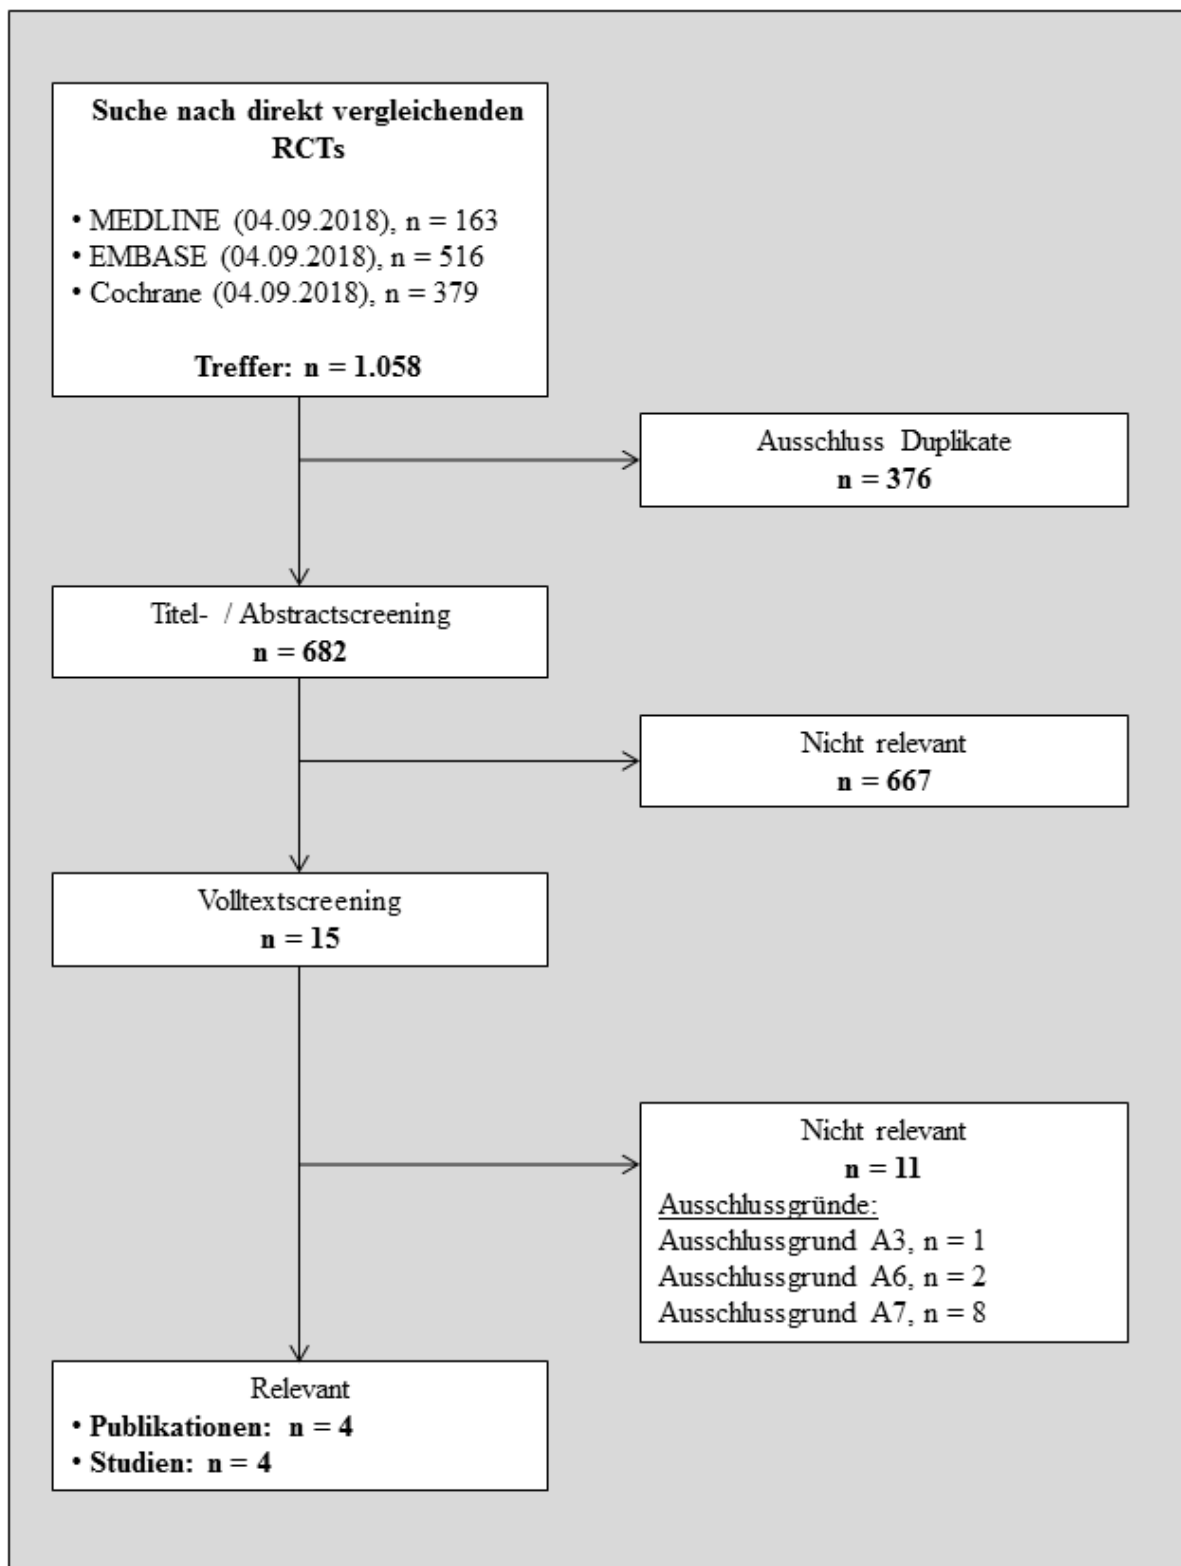 Suche nach direkt vergleichenden
RCTs
• MEDLINE (04.09.2018), n = 163
• EMBASE (04.09.2018), n = 516
• Cochrane (04.09.2018), n = 379
Treffer: n = 1.058
Ausschluss Duplikate
n = 376
Titel- / Abstractscreening
n = 682
Nicht relevant
n = 667
Volltextscreening
n = 15
Nicht relevant
n = 11
Ausschlussgründe:
Ausschlussgrund A3, n = 1
Ausschlussgrund A6, n = 2
Ausschlussgrund A7, n = 8
Relevant
• Publikationen: n = 4
• Studien: n = 4